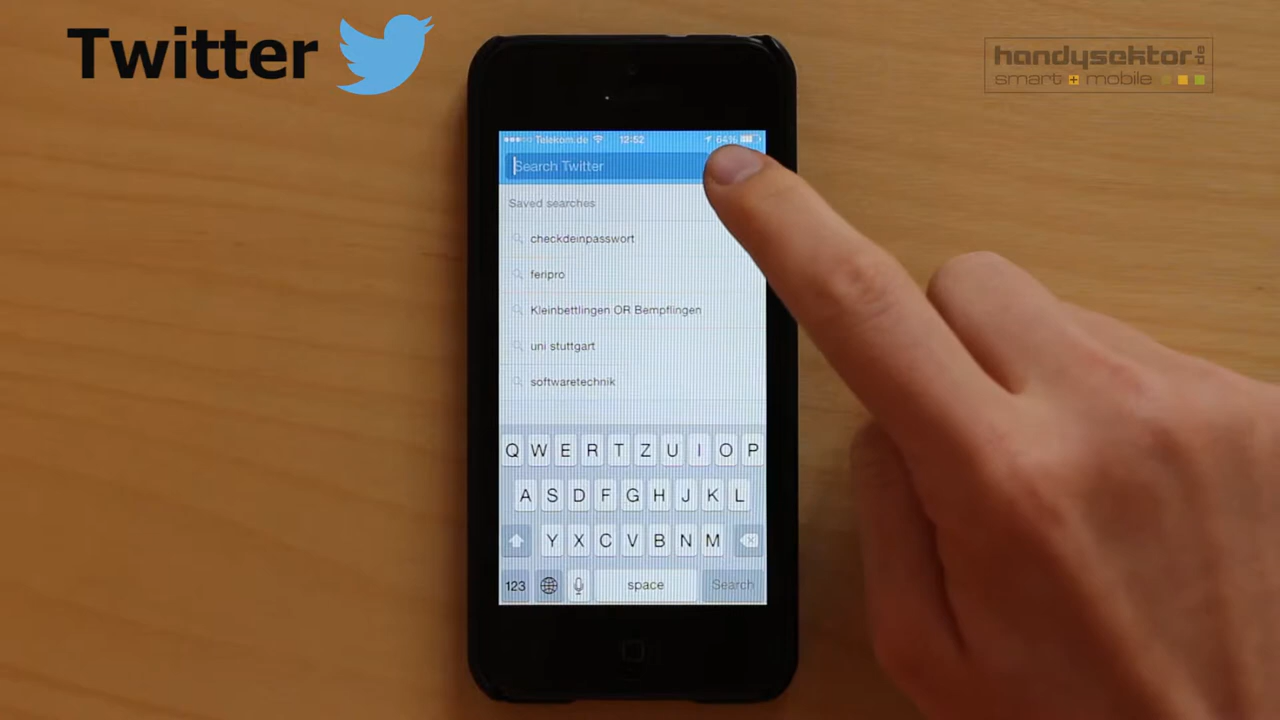 Twitter
handysektor.de
smart + mobile
Telekom.de 12:52 64%
Search Twitter
Saved searches
checkdeinpasswort
feripro
Kleinbettlingen OR Bempflingen
uni stuttgart
softwaretechnik
Q W E R T Z U I O P
A S D F G H J K L
Y X C V B N M
123 space Search